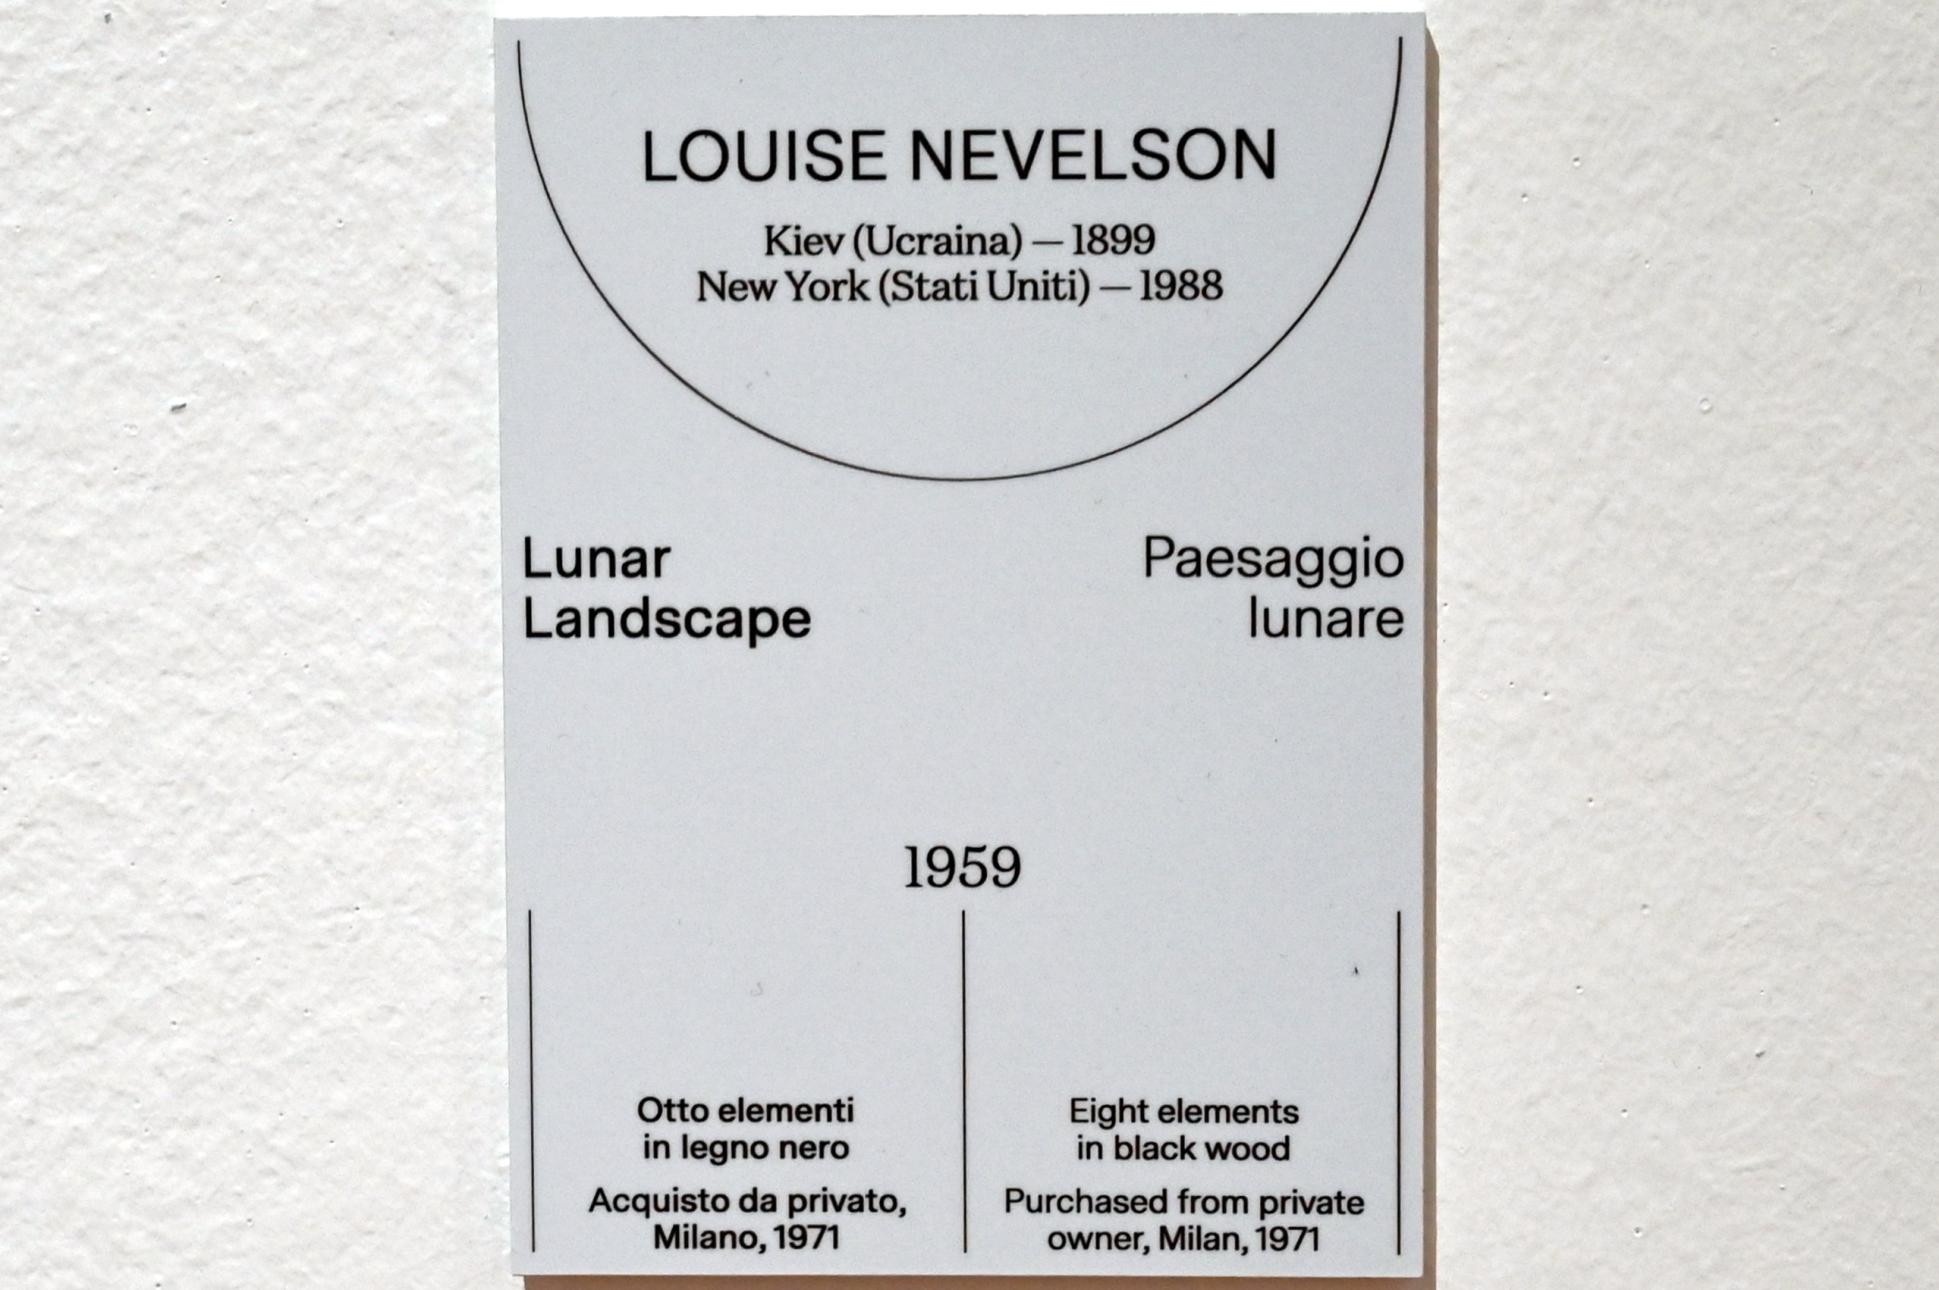 LOUISE NEVELSON
Kiev (Ucraina) — 1899
New York (Stati Uniti) — 1988
Lunar
Landscape
Paesaggio
lunare
1959
Otto elementi
in legno nero
Acquisto da privato,
Milano, 1971
Eight elements
in black wood
Purchased from private
owner, Milan, 1971